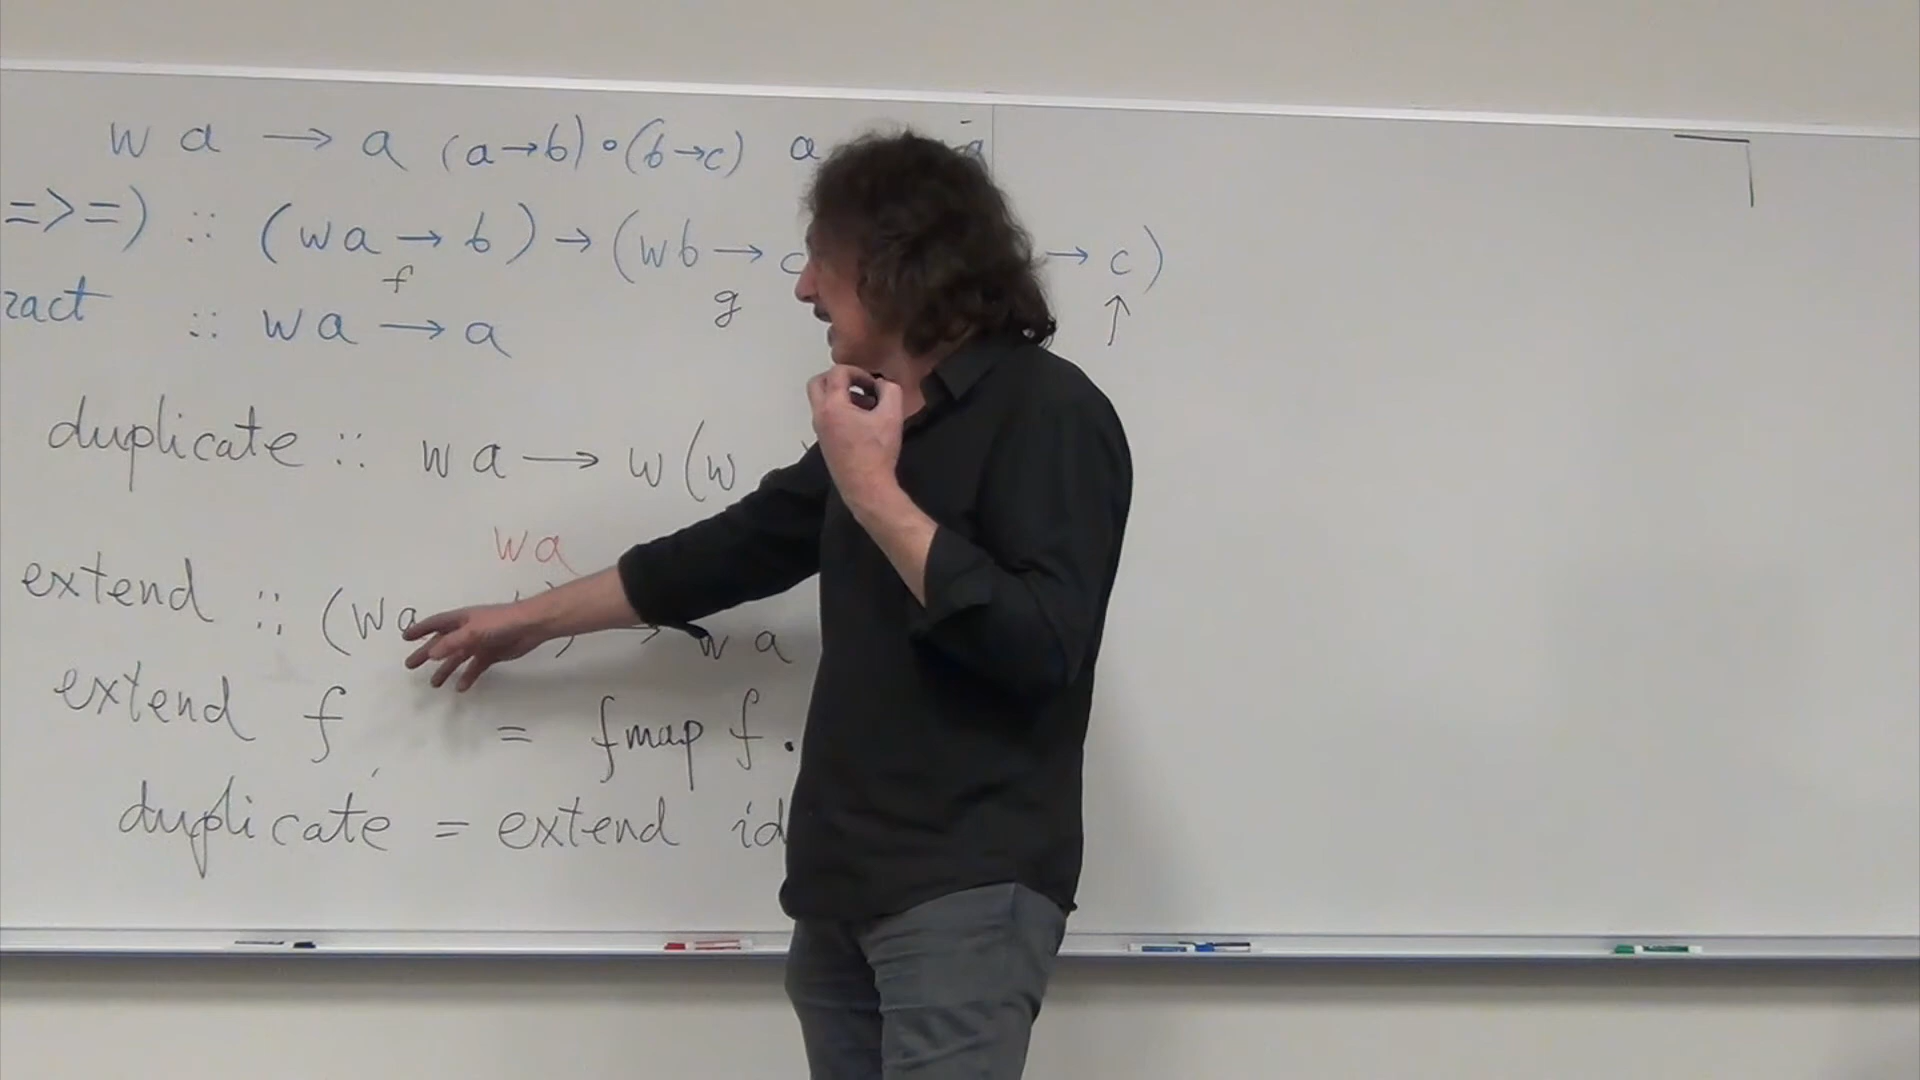 w a → a (a→b)∘(b→c) a a
=>=) :: (w a → b) → (w b → c → c)
f g ↑
ract :: w a → a
duplicate :: w a → w (w
w a
extend :: (w a ) → w a
extend f = fmap f .
duplicate = extend id